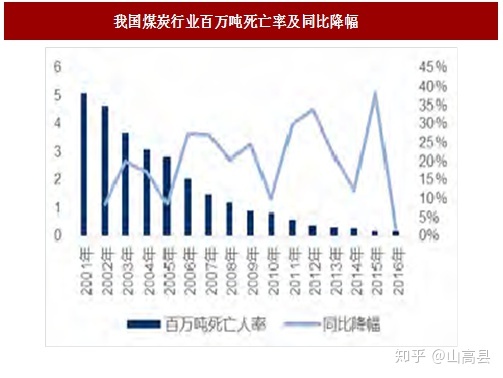 我国煤炭行业百万吨死亡率及同比降幅
6
5
4
3
2
1
0
45%
40%
35%
30%
25%
20%
15%
10%
5%
0%
2001年
2002年
2003年
2004年
2005年
2006年
2007年
2008年
2009年
2010年
2011年
2012年
2013年
2014年
2015年
2016年
百万吨死亡人率 同比降幅
知乎 @山高县